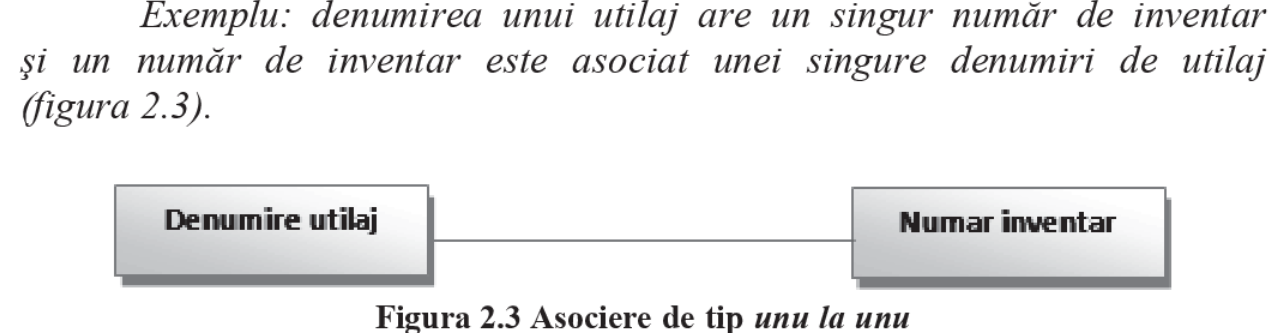 Exemplu: denumirea unui utilaj are un singur număr de inventar
şi un număr de inventar este asociat unei singure denumiri de utilaj
(figura 2.3).
Denumire utilaj
Numar inventar
Figura 2.3 Asociere de tip unu la unu